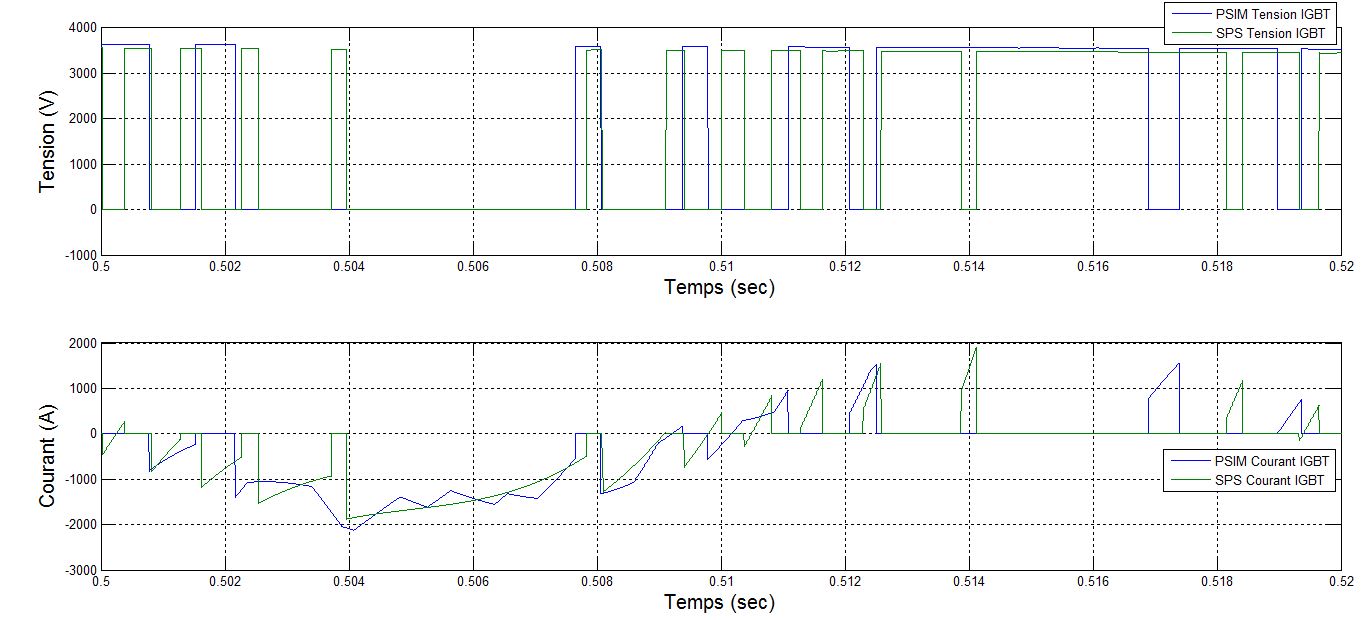 PSIM Tension IGBT
SPS Tension IGBT
4000
3000
2000
1000
0
-1000
Tension (V)
0.5 0.502 0.504 0.506 0.508 0.51 0.512 0.514 0.516 0.518 0.52
Temps (sec)
2000
1000
0
-1000
-2000
-3000
Courant (A)
PSIM Courant IGBT
SPS Courant IGBT
0.5 0.502 0.504 0.506 0.508 0.51 0.512 0.514 0.516 0.518 0.52
Temps (sec)